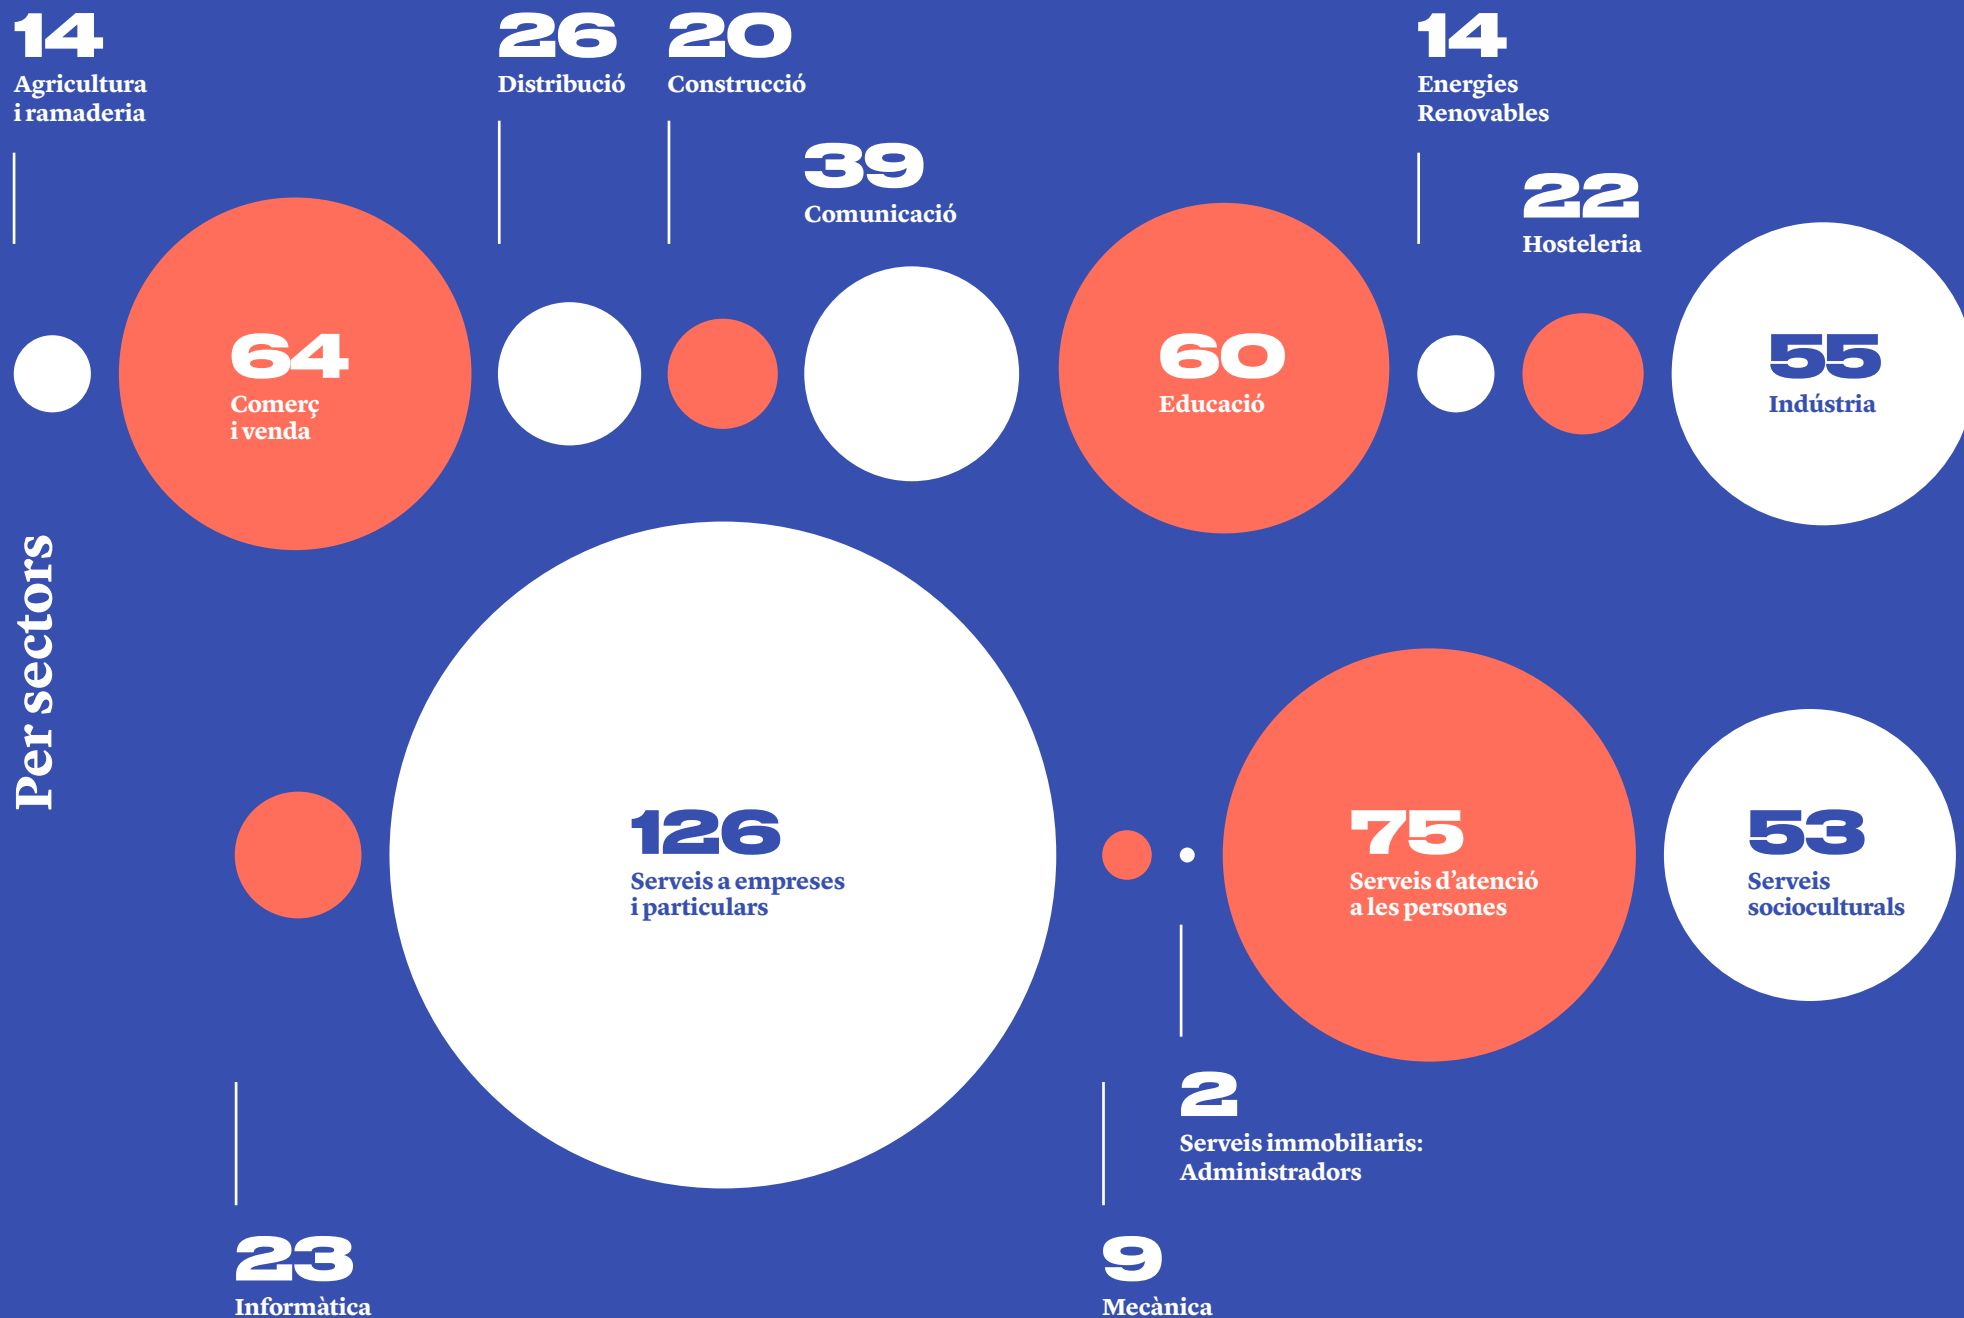 14
Agricultura
i ramaderia
26
Distribució
20
Construcció
39
Comunicació
14
Energies
Renovables
22
Hosteleria
64
Comerç
i venda
60
Educació
55
Indústria
Per sectors
126
Serveis a empreses
i particulars
75
Serveis d’atenció
a les persones
53
Serveis
socioculturals
2
Serveis immobiliaris:
Administradors
23
Informàtica
9
Mecànica